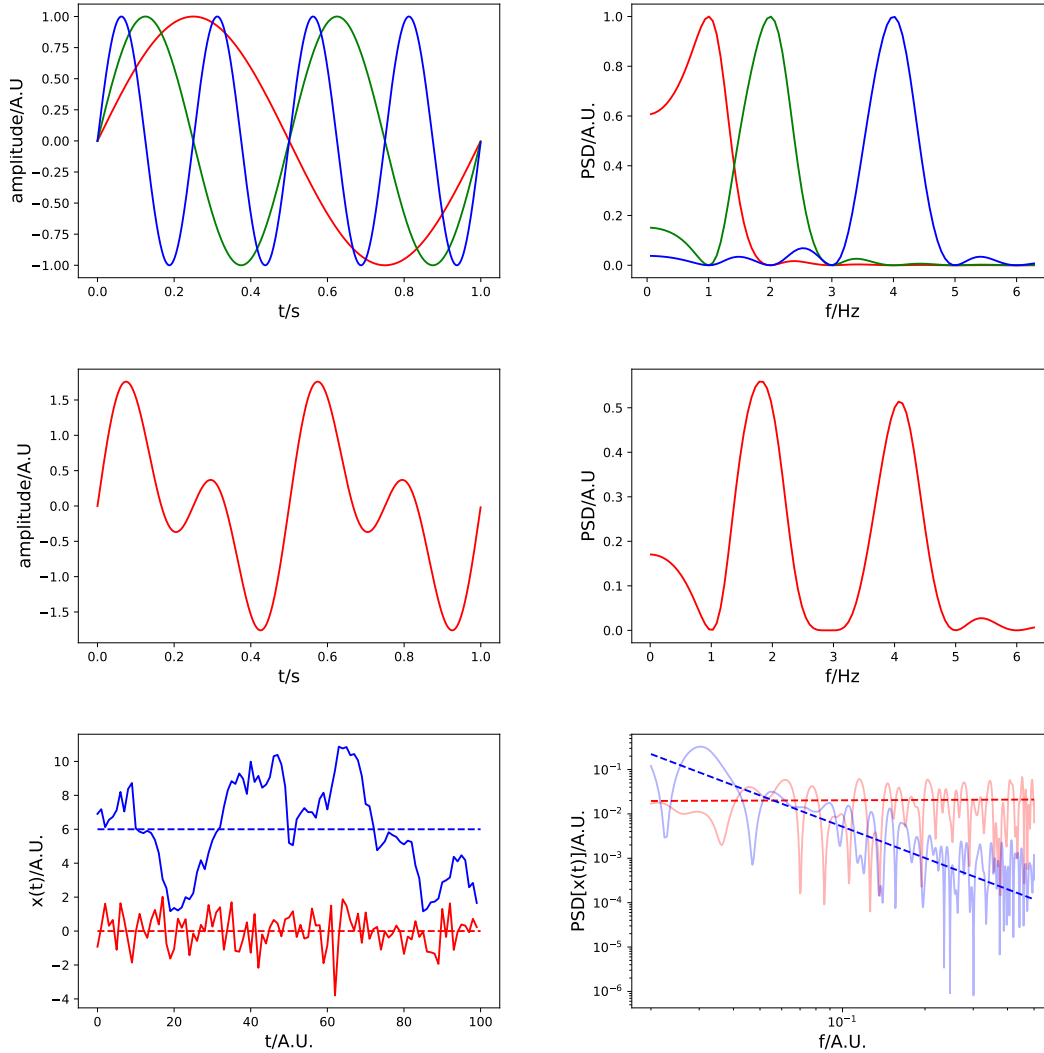 1.00
0.75
0.50
0.25
0.00
−0.25
−0.50
−0.75
−1.00
amplitude/A.U
0.0 0.2 0.4 0.6 0.8 1.0
t/s
1.0
0.8
0.6
0.4
0.2
0.0
PSD/A.U.
0 1 2 3 4 5 6
f/Hz
1.5
1.0
0.5
0.0
−0.5
−1.0
−1.5
amplitude/A.U
0.0 0.2 0.4 0.6 0.8 1.0
t/s
0.5
0.4
0.3
0.2
0.1
0.0
PSD/A.U
0 1 2 3 4 5 6
f/Hz
10
8
6
4
2
0
−2
−4
x(t)/A.U.
0 20 40 60 80 100
t/A.U.
10⁻¹
10⁻²
10⁻³
10⁻⁴
10⁻⁵
10⁻⁶
PSD[x(t)]/A.U.
10⁻¹
f/A.U.